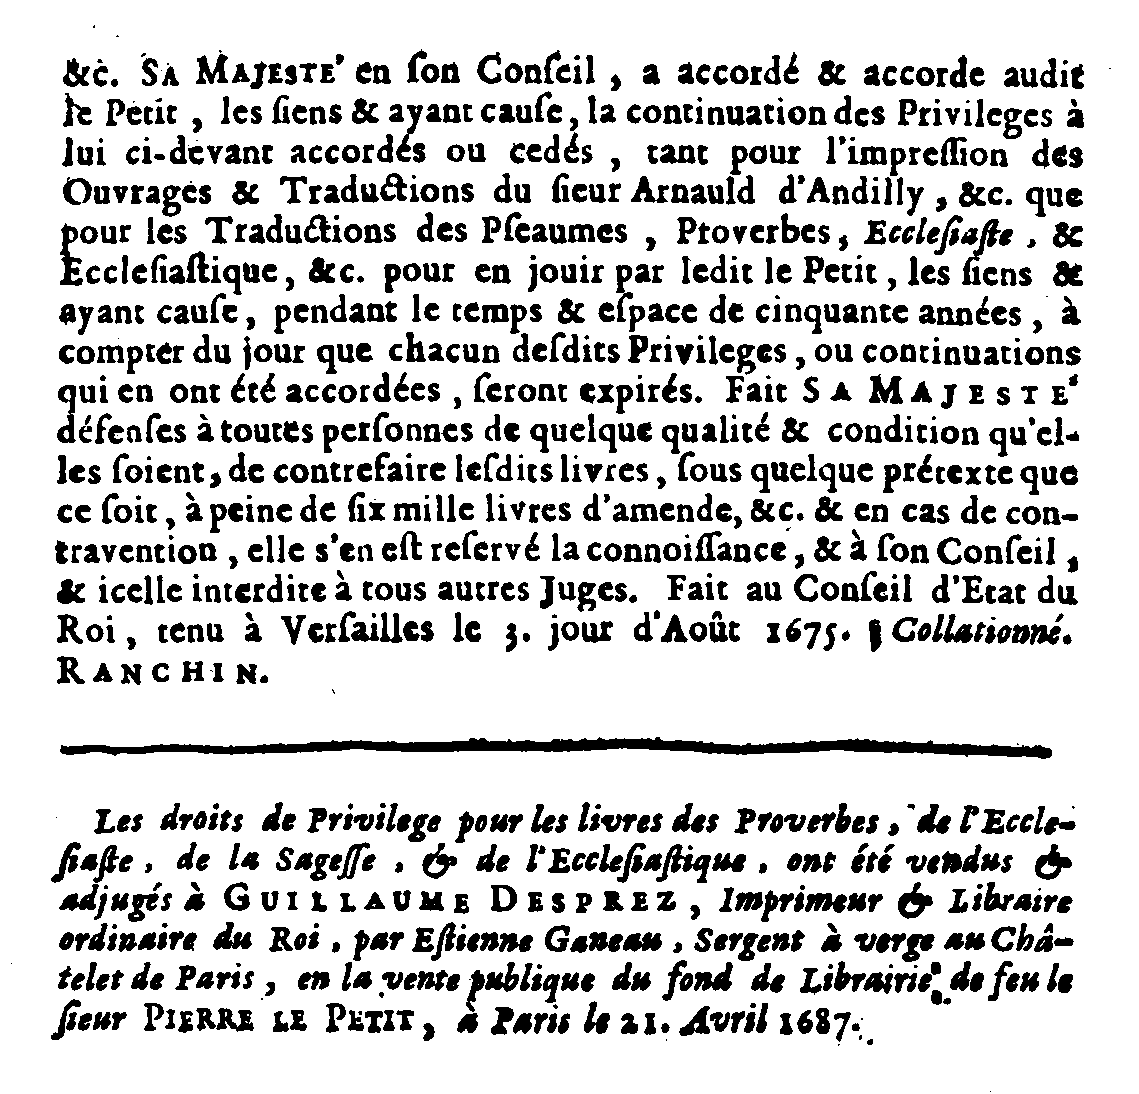 &c. SA MAJESTE' en ſon Conſeil, a accordé & accorde audit
le Petit, les ſiens & ayant cauſe, la continuation des Privileges à
lui ci-devant accordés ou cedés, tant pour l'impreſſion des
Ouvrages & Traductions du ſieur Arnauld d'Andilly, &c. que
pour les Traductions des Pſeaumes, Proverbes, Eccleſiaſte, &
Eccleſiaſtique, &c. pour en jouir par ledit le Petit, les ſiens &
ayant cauſe, pendant le temps & eſpace de cinquante années, à
compter du jour que chacun deſdits Privileges, ou continuations
qui en ont été accordées, ſeront expirés. Fait SA MAJESTE'
défenſes à toutes perſonnes de quelque qualité & condition qu'el-
les ſoient, de contrefaire leſdits livres, ſous quelque prétexte que
ce ſoit, à peine de ſix mille livres d'amende, &c. & en cas de con-
travention, elle s'en eſt reſervé la connoiſſance, & à ſon Conſeil,
& icelle interdite à tous autres Juges. Fait au Conſeil d'Etat du
Roi, tenu à Verſailles le 3. jour d'Août 1675. ¶ Collationné.
RANCHIN.
Les droits de Privilege pour les livres des Proverbes, de l'Eccle-
ſiaſte, de la Sageſſe, & de l'Eccleſiaſtique, ont été vendus &
adjugés à GUILLAUME DESPREZ, Imprimeur & Libraire
ordinaire du Roi, par Eſtienne Ganeau, Sergent à verge au Châ-
telet de Paris, en la vente publique du fond de Librairie de feu le
ſieur PIERRE LE PETIT, à Paris le 21. Avril 1687.